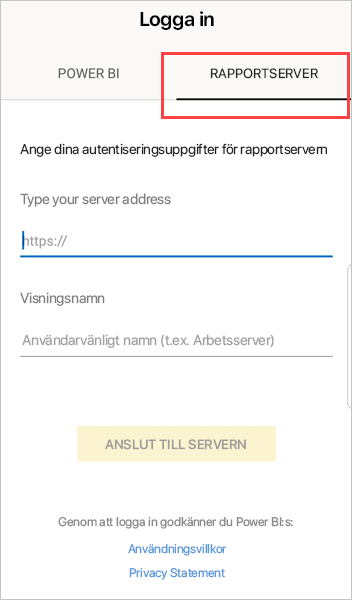 Logga in
POWER BI
RAPPORTSERVER
Ange dina autentiseringsuppgifter för rapportservern
Type your server address
https://
Visningsnamn
Användarvänligt namn (t.ex. Arbetsserver)
ANSLUT TILL SERVERN
Genom att logga in godkänner du Power BI:s:
Användningsvillkor
Privacy Statement